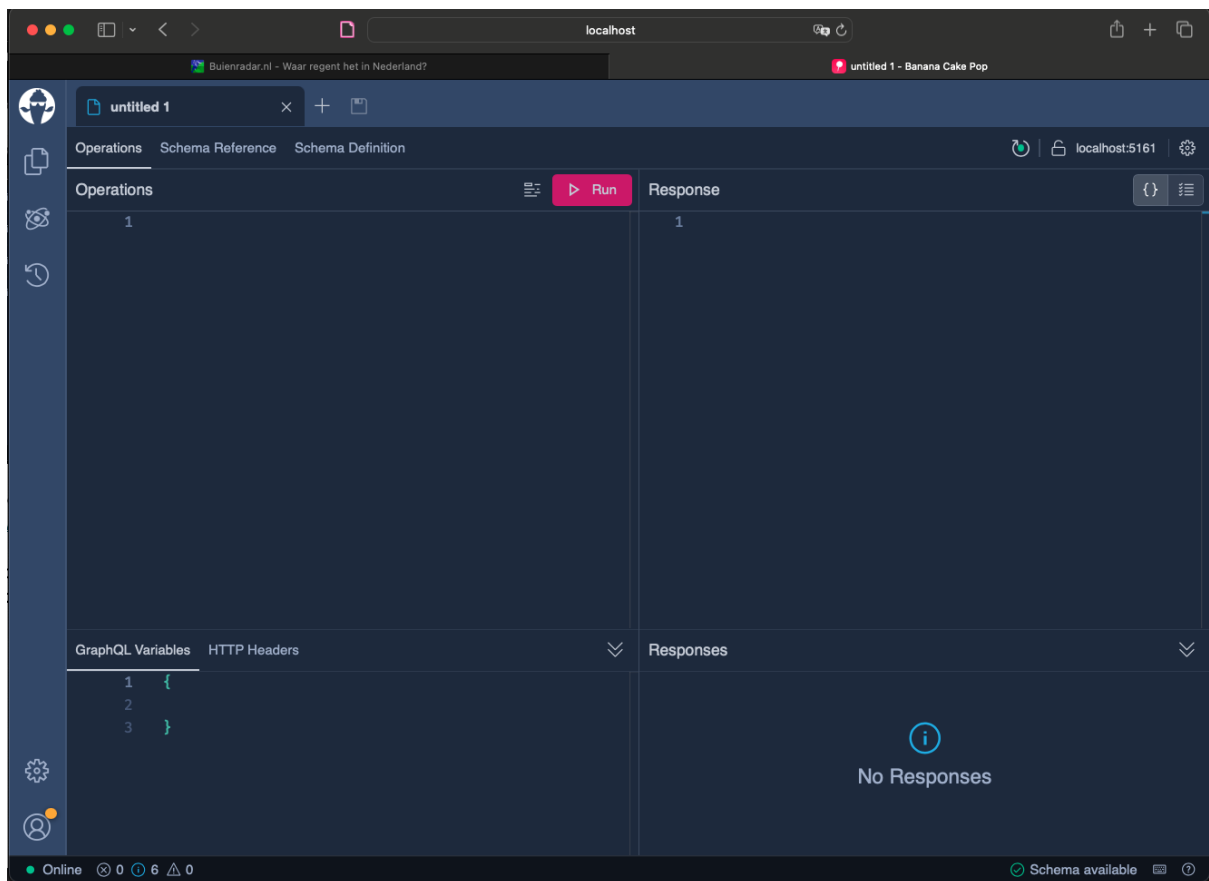 localhost
Buienradar.nl - Waar regent het in Nederland?
untitled 1 - Banana Cake Pop
untitled 1
Operations Schema Reference Schema Definition
localhost:5161
Operations
Run
Response
{}
1
1
GraphQL Variables HTTP Headers
Responses
1 {
2
3 }
No Responses
Online 0 6 0
Schema available